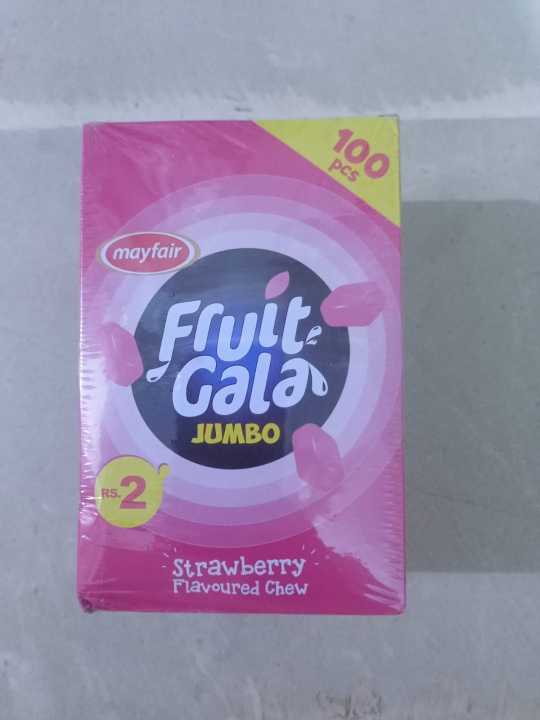 100
pcs
mayfair
Fruit
Gala
JUMBO
RS.2
Strawberry
Flavoured Chew